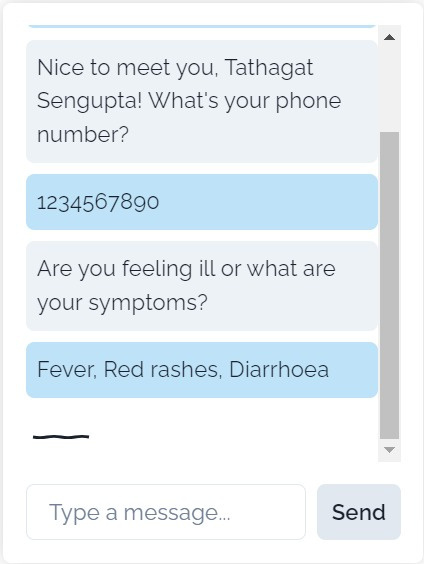 Nice to meet you, Tathagat
Sengupta! What's your phone
number?
1234567890
Are you feeling ill or what are
your symptoms?
Fever, Red rashes, Diarrhoea
Type a message...
Send